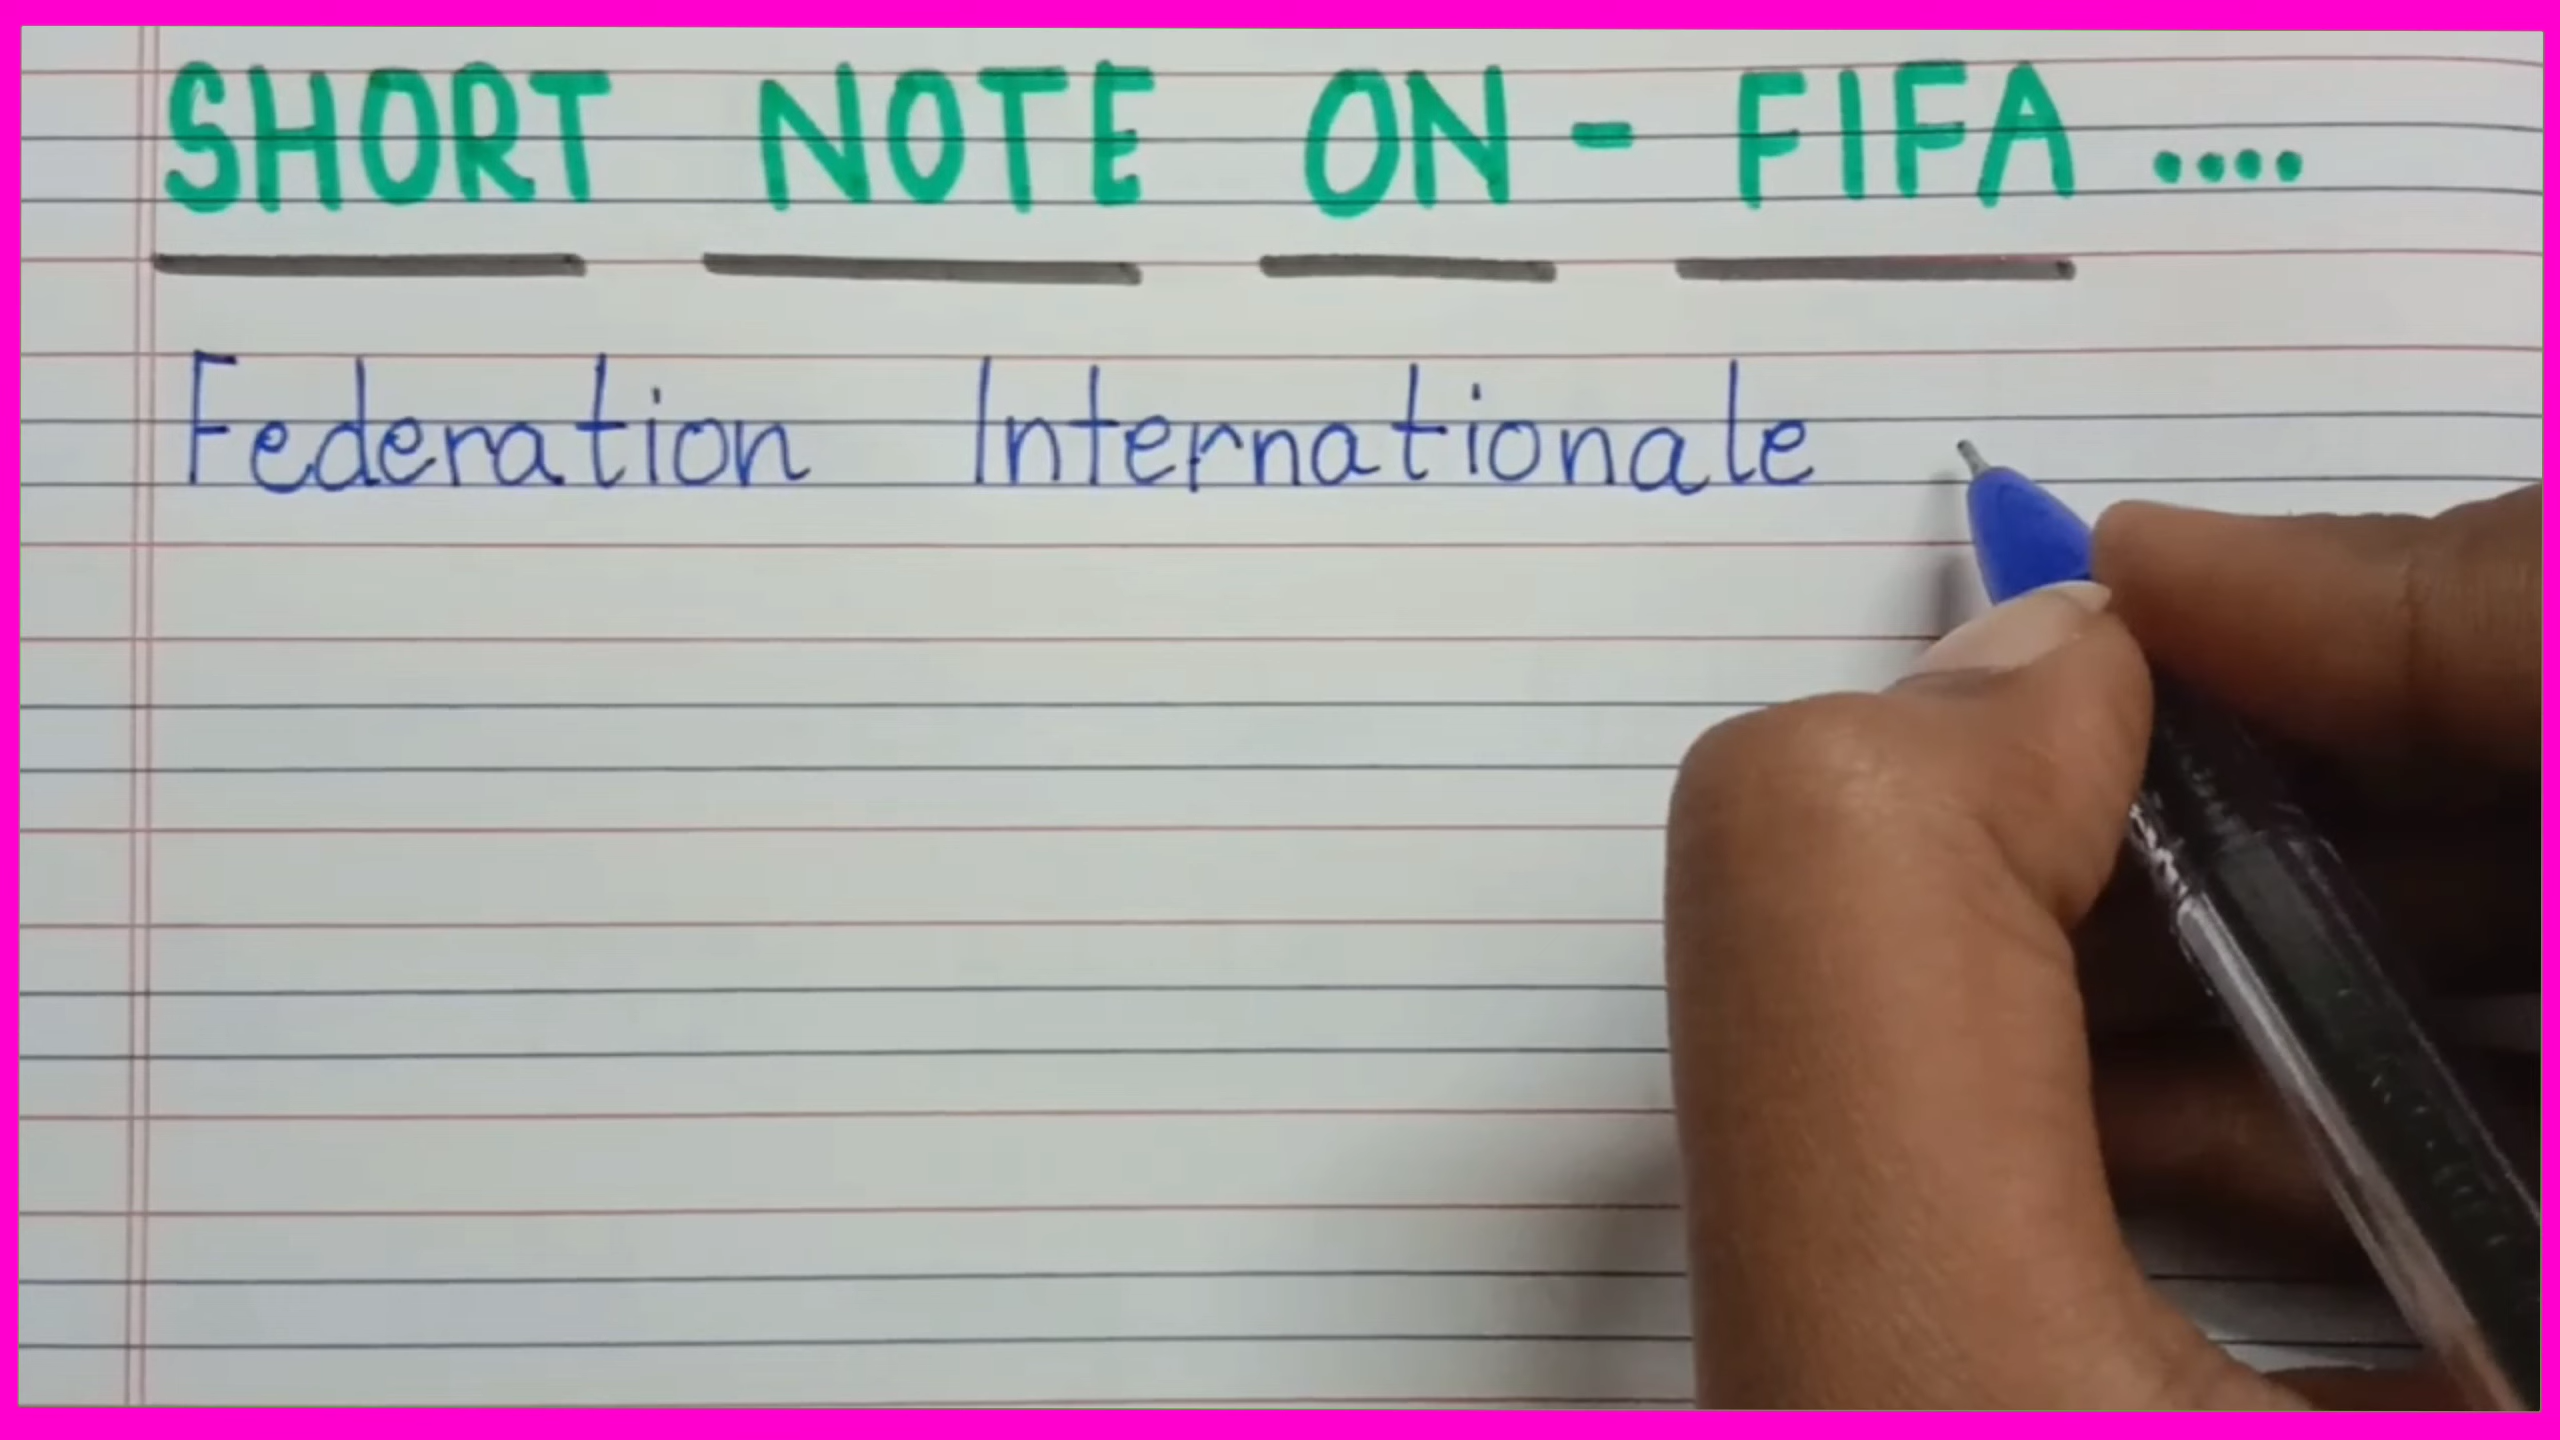 SHORT NOTE ON - FIFA ....
Federation Internationale